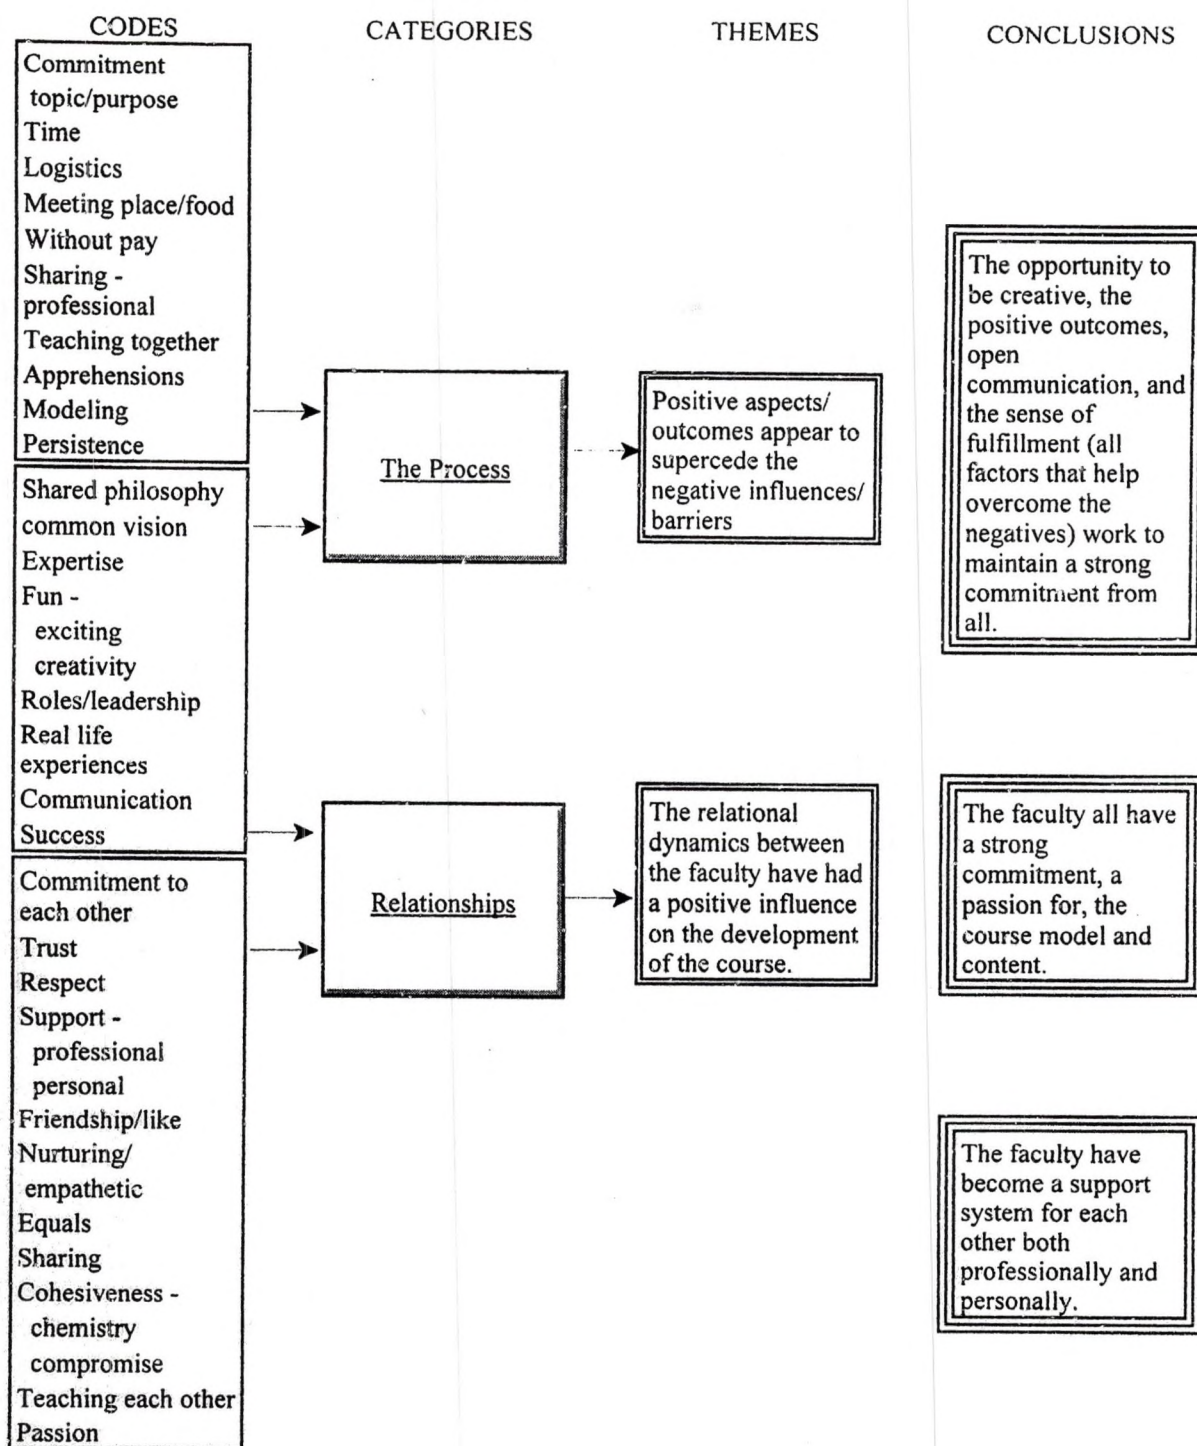 CODES
CATEGORIES
THEMES
CONCLUSIONS
Commitment
topic/purpose
Time
Logistics
Meeting place/food
Without pay
Sharing -
professional
Teaching together
Apprehensions
Modeling
Persistence
Shared philosophy
common vision
Expertise
Fun -
exciting
creativity
Roles/leadership
Real life
experiences
Communication
Success
Commitment to
each other
Trust
Respect
Support -
professional
personal
Friendship/like
Nurturing/
empathetic
Equals
Sharing
Cohesiveness -
chemistry
compromise
Teaching each other
Passion
The Process
Relationships
Positive aspects/
outcomes appear to
supercede the
negative influences/
barriers
The relational
dynamics between
the faculty have had
a positive influence
on the development
of the course.
The opportunity to
be creative, the
positive outcomes,
open
communication, and
the sense of
fulfillment (all
factors that help
overcome the
negatives) work to
maintain a strong
commitment from
all.
The faculty all have
a strong
commitment, a
passion for, the
course model and
content.
The faculty have
become a support
system for each
other both
professionally and
personally.